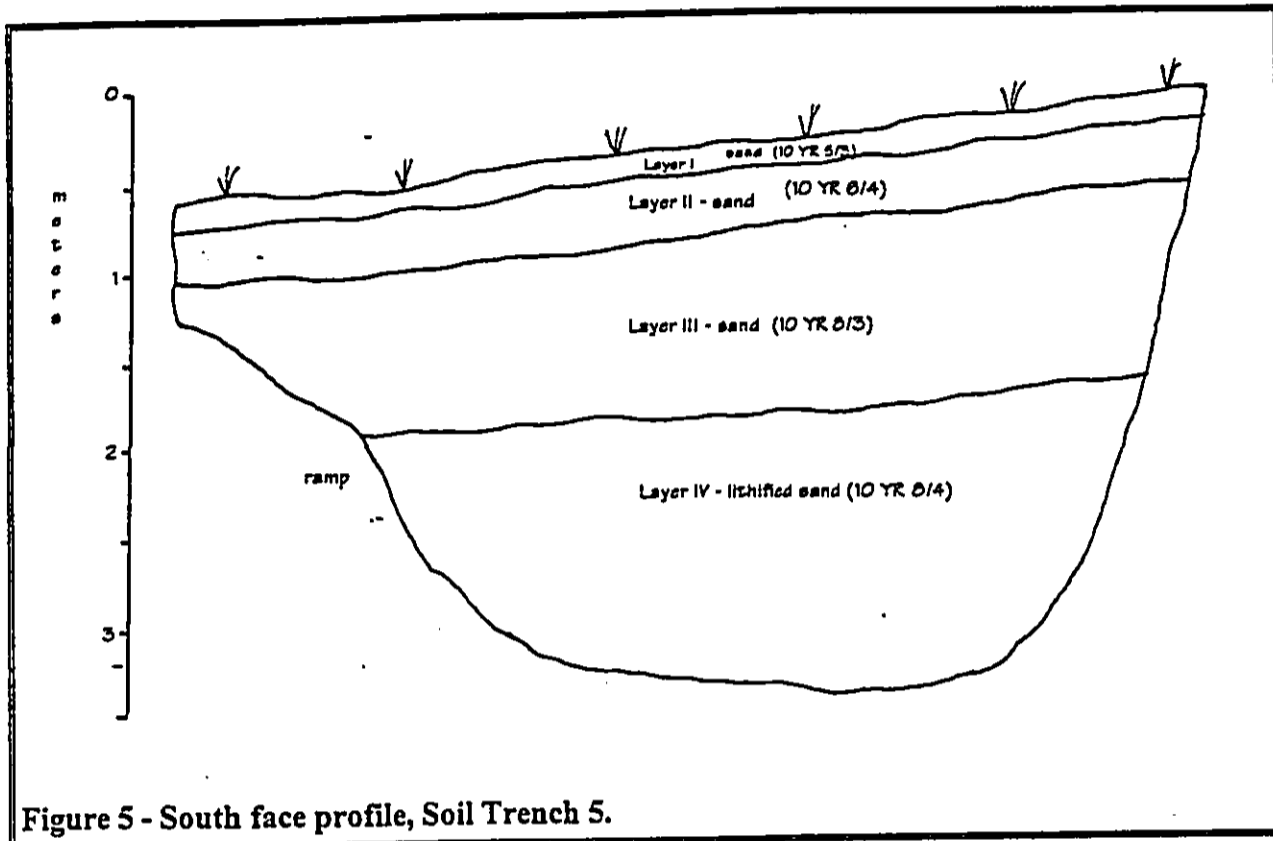 0
meters
1
2
3
Layer I sand (10 YR 5/3)
Layer II - sand (10 YR 8/4)
Layer III - sand (10 YR 8/3)
Layer IV - lithified sand (10 YR 8/4)
ramp
Figure 5 - South face profile, Soil Trench 5.